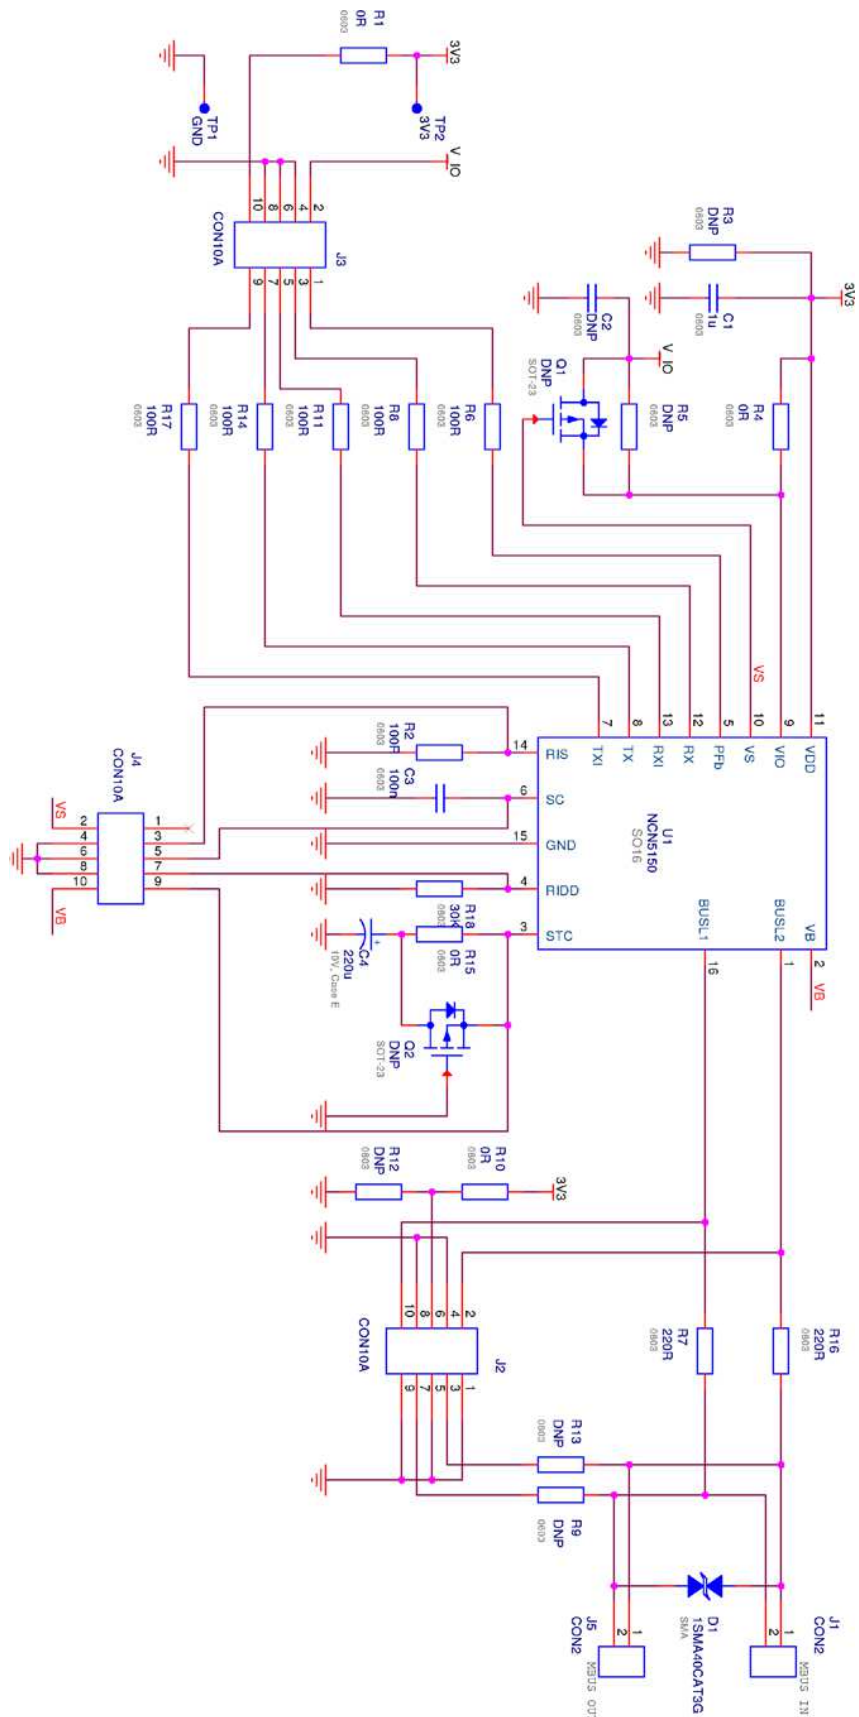 R1
0R
0603
3V3
TP1
GND
TP2
3V3
V_IO
10 8 6 4 2
CON10A
J3
9 7 5 3 1
R3
DNP
0603
C1
1u
0603
3V3
C2
DNP
0603
Q1
DNP
SOT-23
V_IO
R5
DNP
0603
R4
0R
0603
R17
100R
0603
R14
100R
0603
R11
100R
0603
R8
100R
0603
R6
100R
0603
VS
7
8
13
12
5
10
9
11
TXI
TX
RXI
RX
PFb
VS
VIO
VDD
U1
NCN5150
SO16
14
RIS
6
SC
15
GND
4
RIDD
3
STC
BUSL1
16
BUSL2
1
VB
2
VB
R2
100R
0603
C3
100n
0603
R18
30K
0603
R15
0R
0603
C4
220u
10V, Case E
Q2
DNP
SOT-23
J4
CON10A
VS
2
4
6
8
10
VB
1
3
5
7
9
R12
DNP
0603
R10
0R
0603
3V3
10 8 6 4 2
CON10A
J2
9 7 5 3 1
R7
220R
0603
R16
220R
0603
R13
DNP
0603
R9
DNP
0603
D1
1SMA40CAT3G
SMA
J1
CON2
1
2
MBUS IN
J5
CON2
1
2
MBUS OU